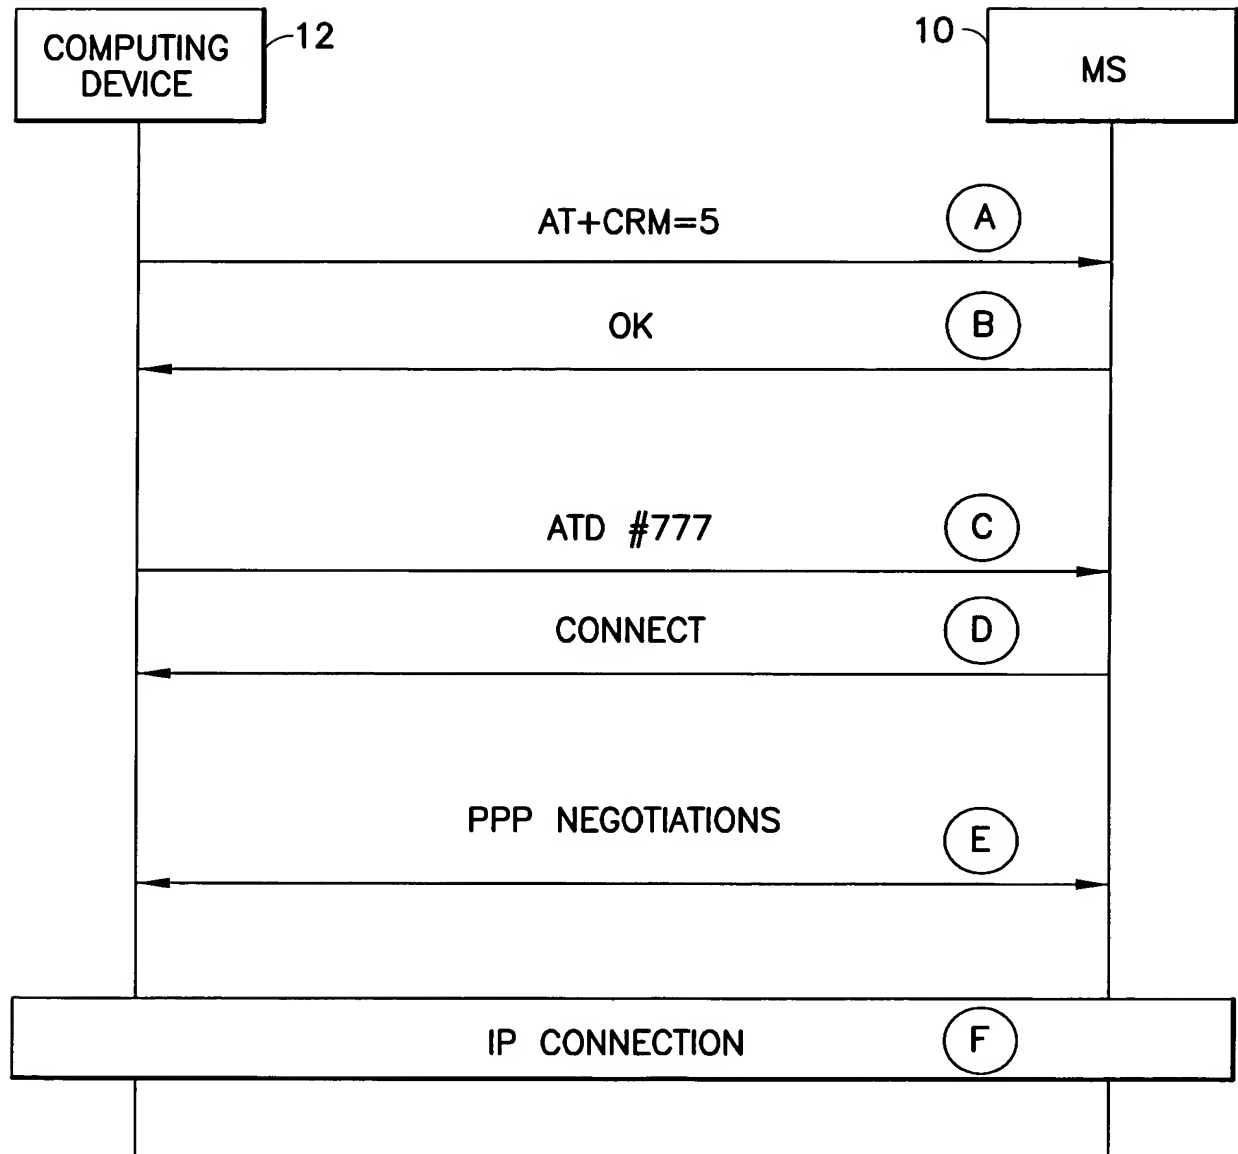 COMPUTING
DEVICE
12
10
MS
AT+CRM=5
A
OK
B
ATD #777
C
CONNECT
D
PPP NEGOTIATIONS
E
IP CONNECTION
F